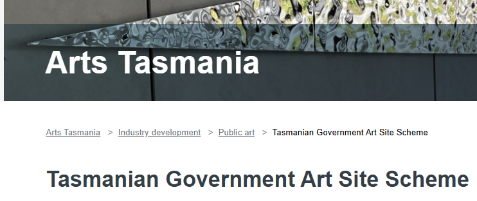 Arts Tasmania
Arts Tasmania > Industry development > Public art > Tasmanian Government Art Site Scheme
Tasmanian Government Art Site Scheme